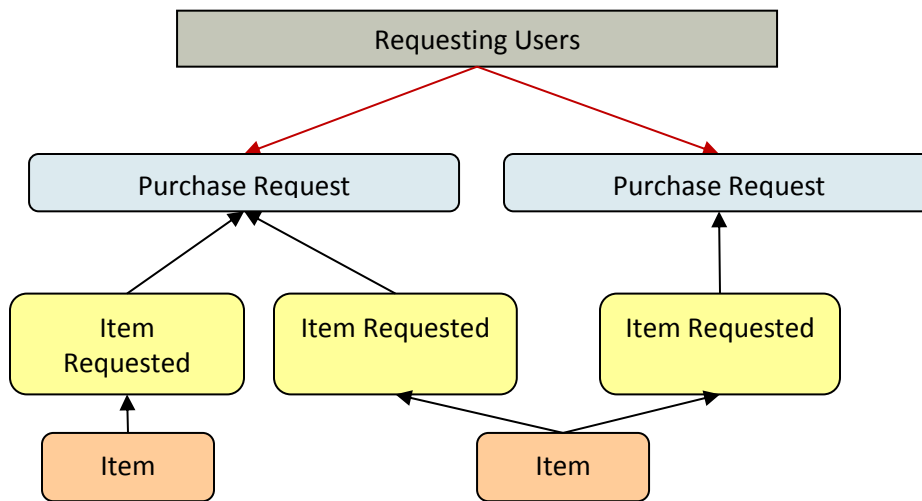 Requesting Users
Purchase Request
Purchase Request
Item
Requested
Item Requested
Item Requested
Item
Item